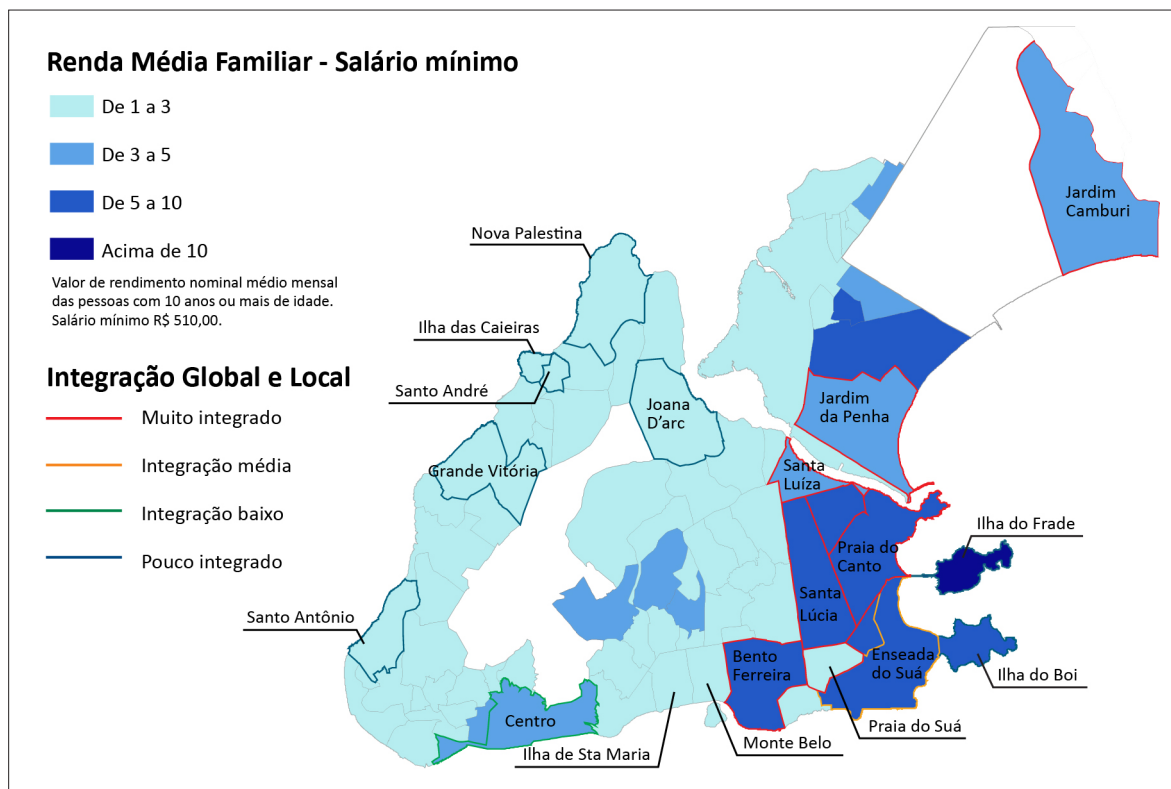 Renda Média Familiar - Salário mínimo
De 1 a 3
De 3 a 5
De 5 a 10
Acima de 10
Valor de rendimento nominal médio mensal
das pessoas com 10 anos ou mais de idade.
Salário mínimo R$ 510,00.
Integração Global e Local
Muito integrado
Integração média
Integração baixo
Pouco integrado
Jardim
Camburi
Nova Palestina
Ilha das Caieiras
Santo André
Joana
D'arc
Jardim
da Penha
Grande Vitória
Santa
Luíza
Ilha do Frade
Praia do
Canto
Santa
Lúcia
Santo Antônio
Bento
Ferreira
Enseada
do Suá
Ilha do Boi
Centro
Praia do Suá
Monte Belo
Ilha de Sta Maria